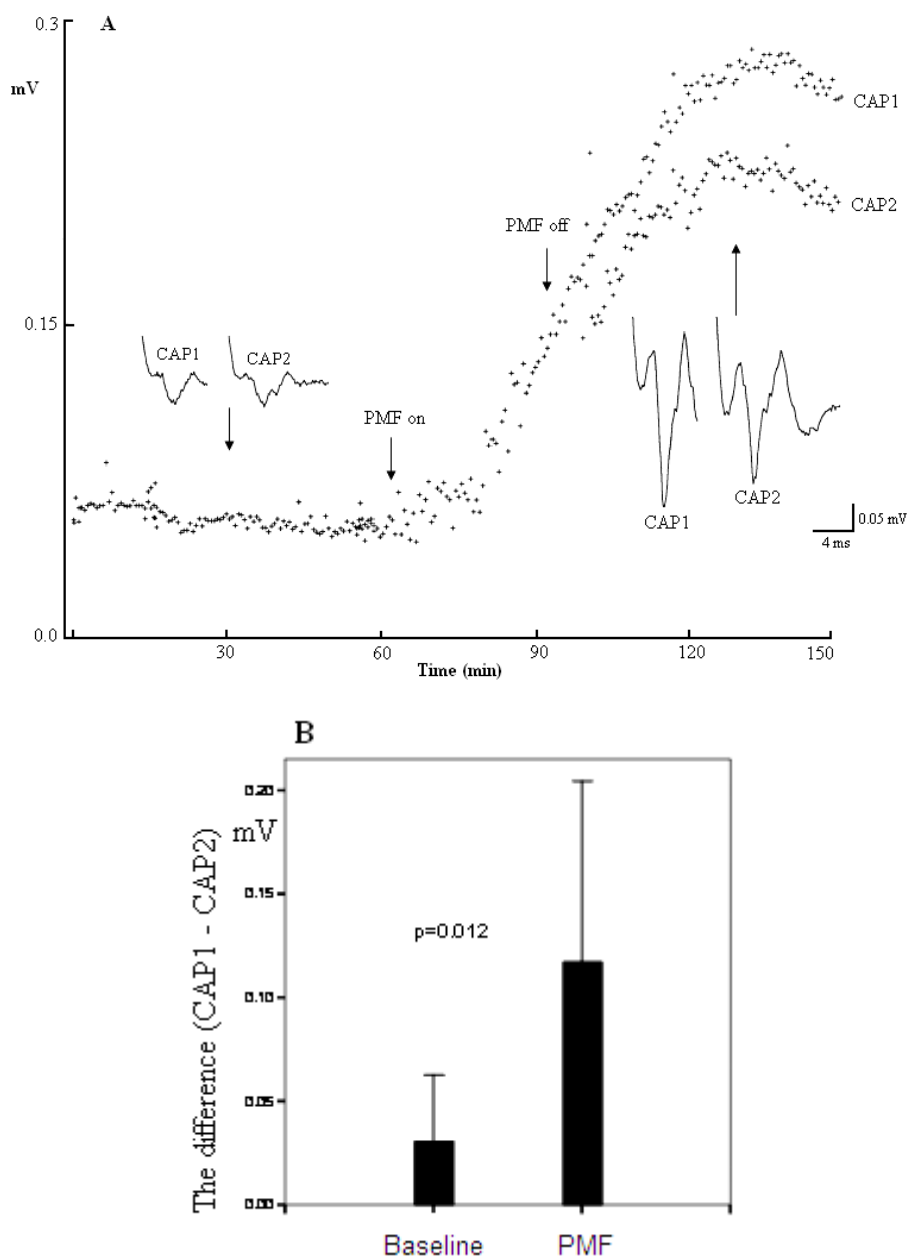 0.3
A
mV
CAP1
CAP2
PMF off
0.15
CAP1
CAP2
PMF on
CAP1
CAP2
0.05 mV
4 ms
0.0
30
60
90
120
150
Time (min)
B
0.20
mV
0.15
p=0.012
0.10
0.05
0.00
The difference (CAP1 - CAP2)
Baseline
PMF